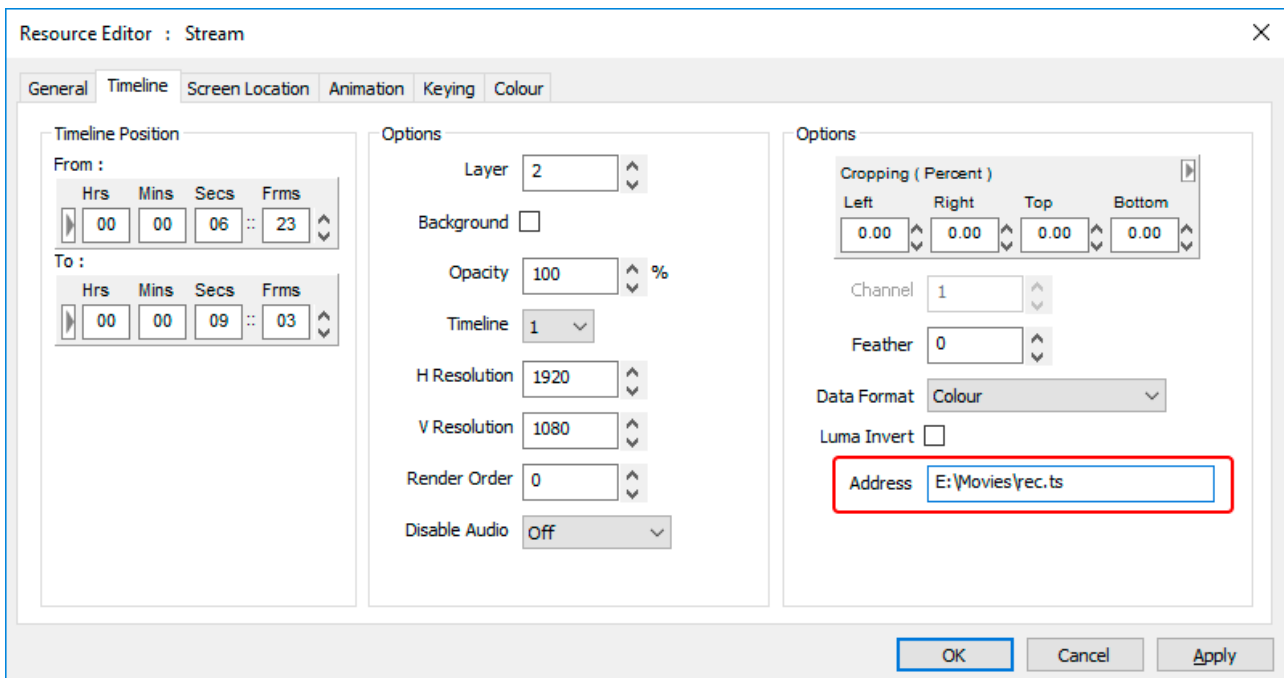 Resource Editor : Stream
General Timeline Screen Location Animation Keying Colour
Timeline Position
From :
Hrs Mins Secs Frms
00 00 06 :: 23
To :
Hrs Mins Secs Frms
00 00 09 :: 03
Options
Layer 2
Background
Opacity 100 %
Timeline 1
H Resolution 1920
V Resolution 1080
Render Order 0
Disable Audio Off
Options
Cropping ( Percent )
Left Right Top Bottom
0.00 0.00 0.00 0.00
Channel 1
Feather 0
Data Format Colour
Luma Invert
Address E:\Movies\rec.ts
OK Cancel Apply